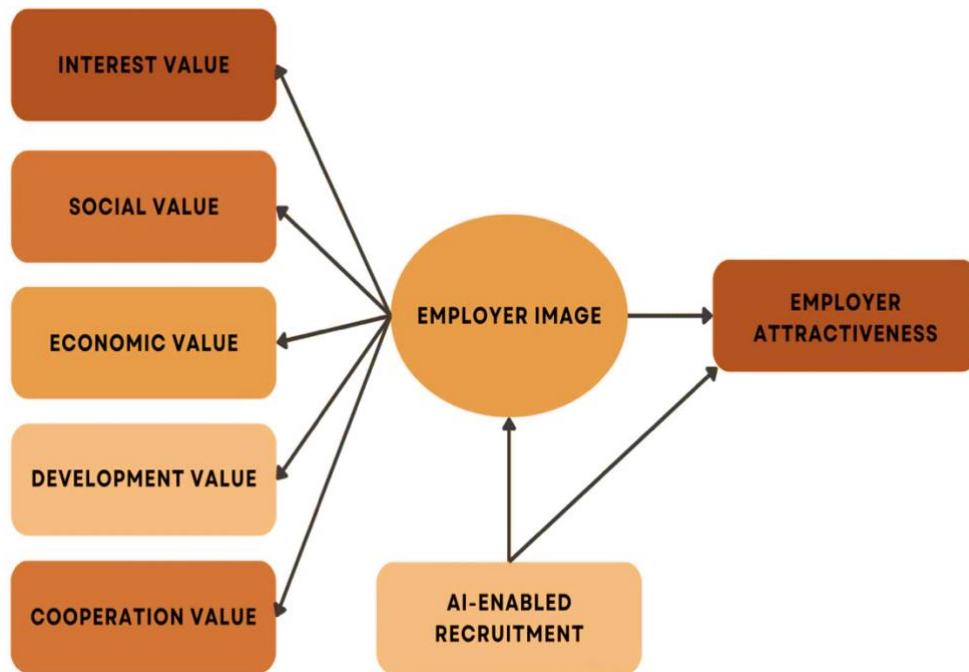 INTEREST VALUE
SOCIAL VALUE
ECONOMIC VALUE
DEVELOPMENT VALUE
COOPERATION VALUE
EMPLOYER IMAGE
AI-ENABLED
RECRUITMENT
EMPLOYER
ATTRACTIVENESS